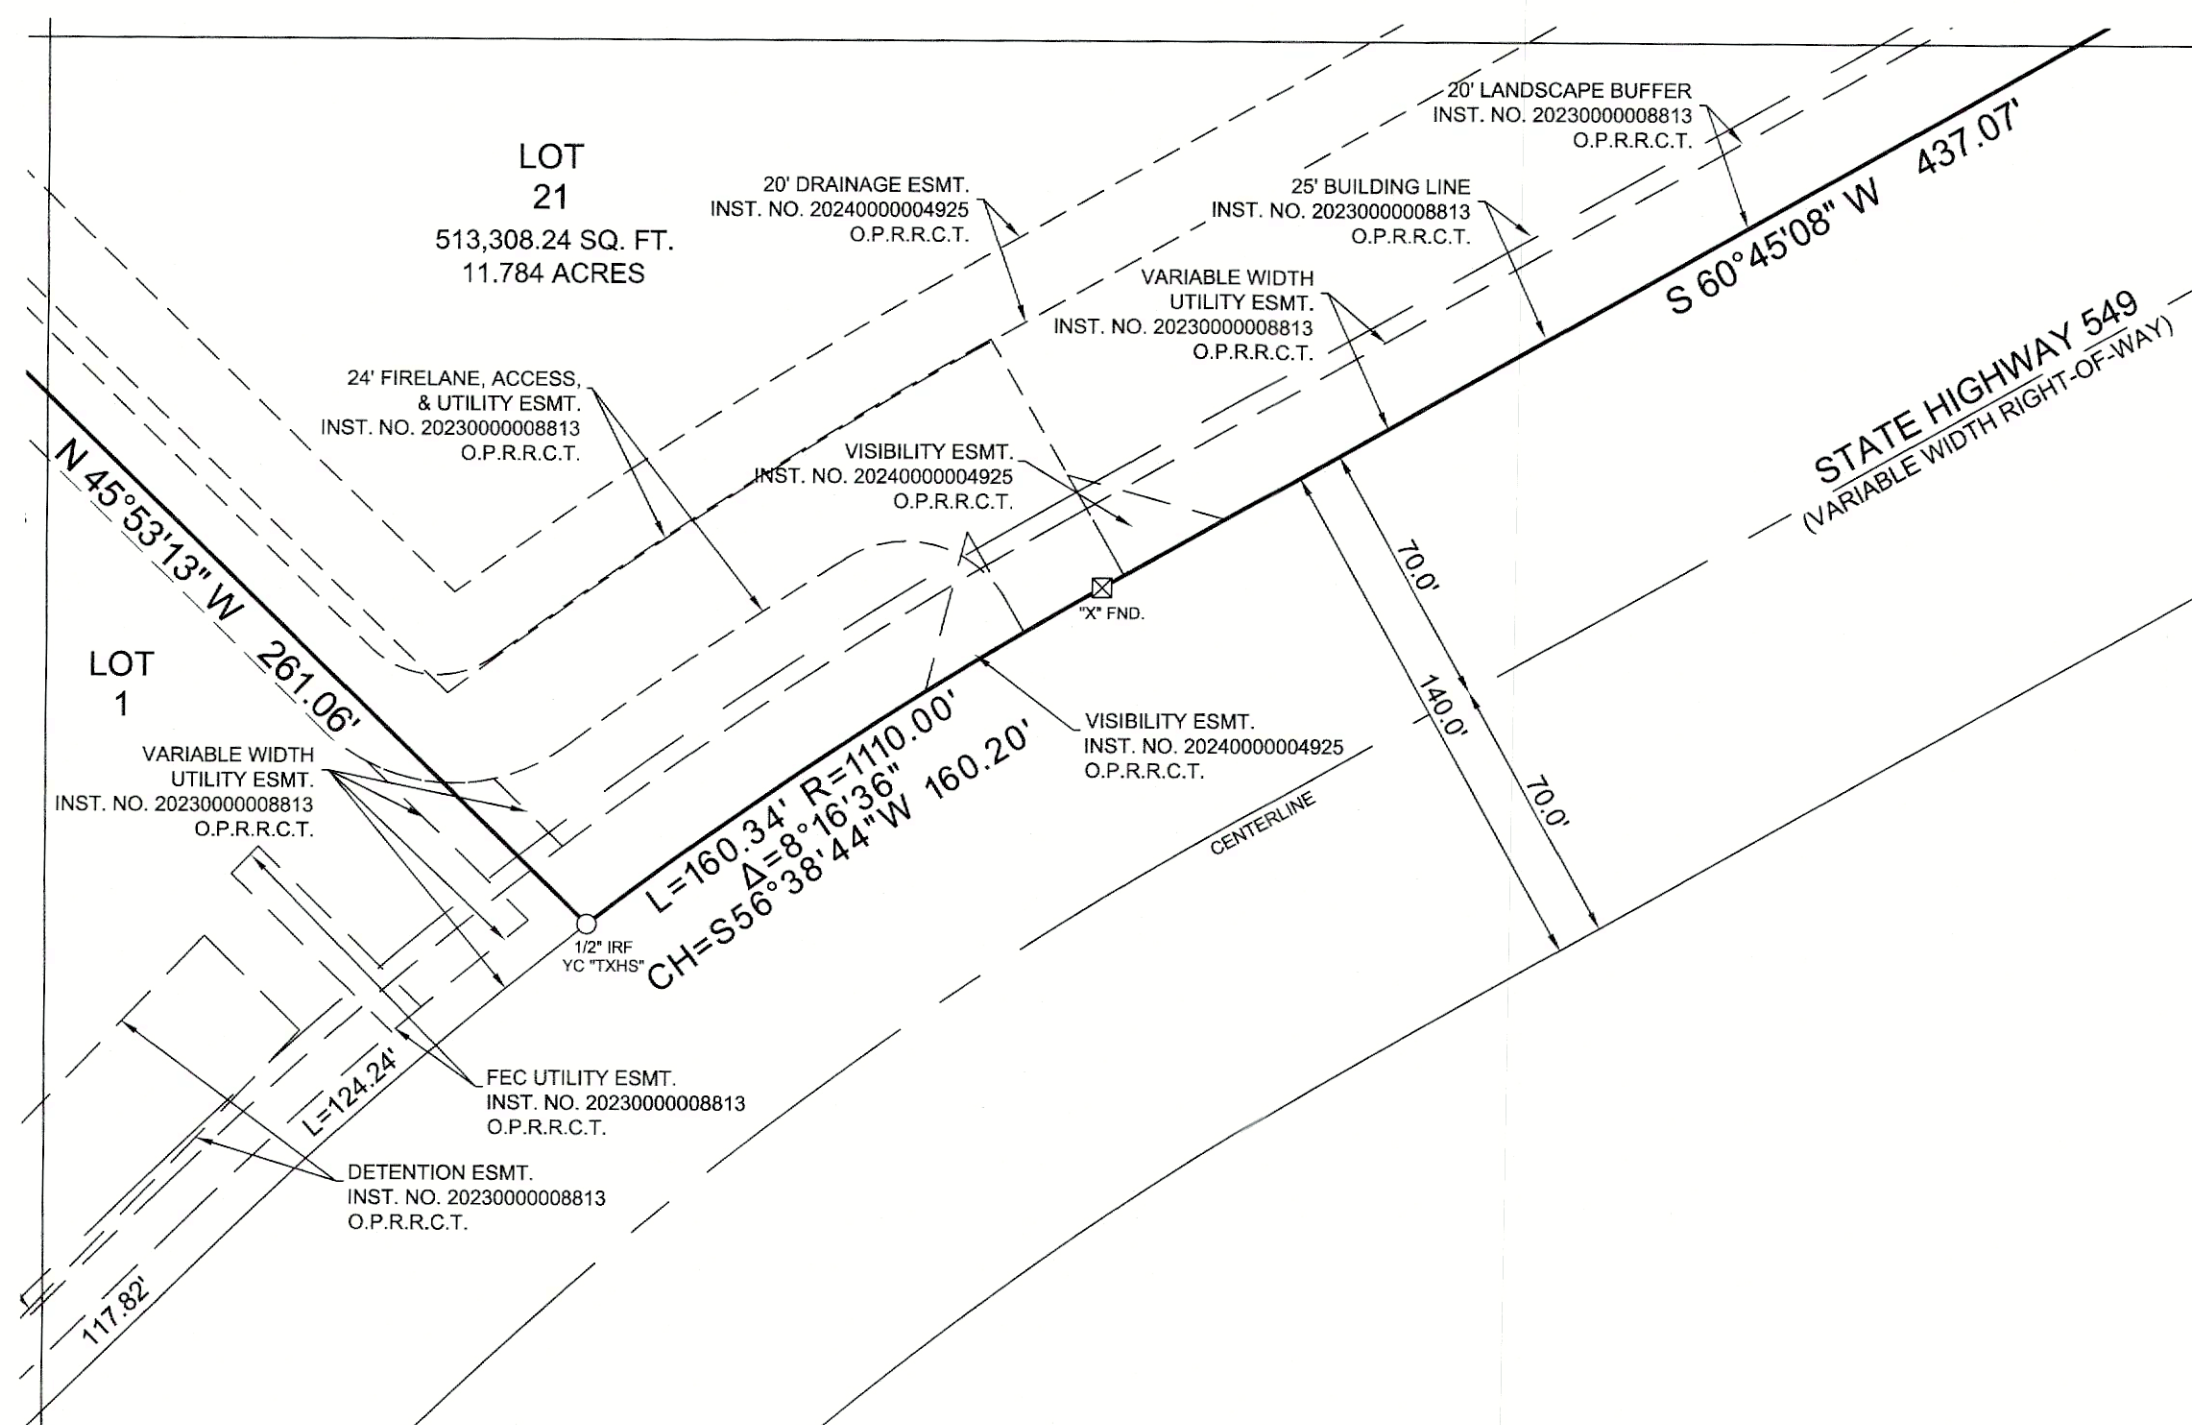 LOT
21
513,308.24 SQ. FT.
11.784 ACRES
20' LANDSCAPE BUFFER
INST. NO. 20230000008813
O.P.R.R.C.T.
20' DRAINAGE ESMT.
INST. NO. 20240000004925
O.P.R.R.C.T.
25' BUILDING LINE
INST. NO. 20230000008813
O.P.R.R.C.T.
S 60°45'08" W 437.07'
VARIABLE WIDTH
UTILITY ESMT.
INST. NO. 20230000008813
O.P.R.R.C.T.
STATE HIGHWAY 549
(VARIABLE WIDTH RIGHT-OF-WAY)
24' FIRELANE, ACCESS,
& UTILITY ESMT.
INST. NO. 20230000008813
O.P.R.R.C.T.
VISIBILITY ESMT.
INST. NO. 20240000004925
O.P.R.R.C.T.
N 45°53'13" W 261.06'
70.0'
140.0'
70.0'
"X" FND.
LOT
1
VARIABLE WIDTH
UTILITY ESMT.
INST. NO. 20230000008813
O.P.R.R.C.T.
VISIBILITY ESMT.
INST. NO. 20240000004925
O.P.R.R.C.T.
L=160.34' R=1110.00'
Δ=8°16'36"
CH=S56°38'44"W 160.20'
CENTERLINE
1/2" IRF
YC "TXHS"
L=124.24'
FEC UTILITY ESMT.
INST. NO. 20230000008813
O.P.R.R.C.T.
DETENTION ESMT.
INST. NO. 20230000008813
O.P.R.R.C.T.
117.82'